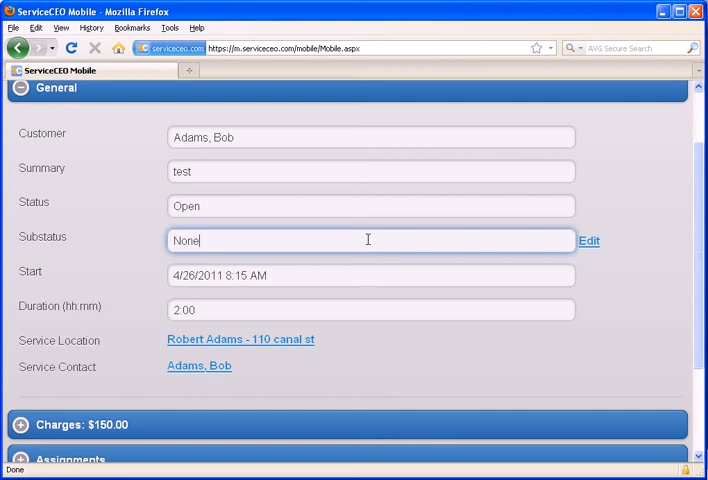 ServiceCEO Mobile - Mozilla Firefox
File Edit View History Bookmarks Tools Help
serviceceo.com https://m.serviceceo.com/mobile/Mobile.aspx AVG Secure Search
ServiceCEO Mobile
General
Customer Adams, Bob
Summary test
Status Open
Substatus None Edit
Start 4/26/2011 8:15 AM
Duration (hh:mm) 2:00
Service Location Robert Adams - 110 canal st
Service Contact Adams, Bob
Charges: $150.00
Assignments
Done